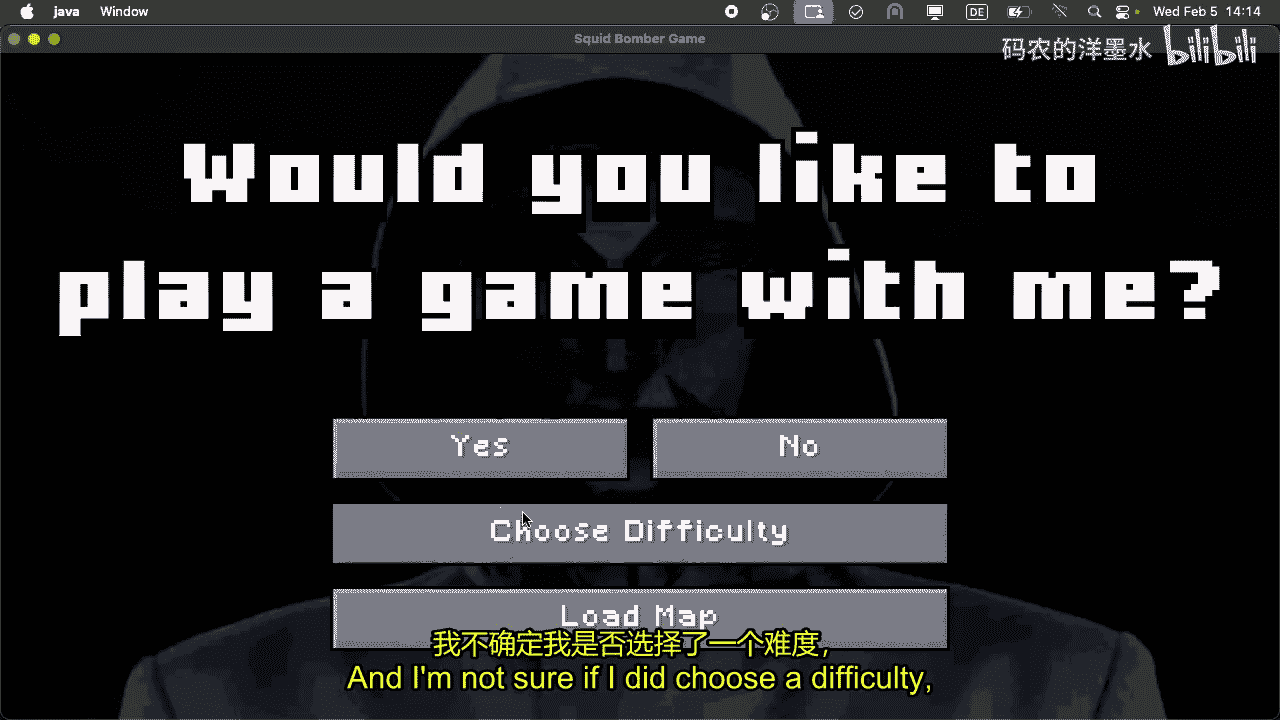 java Window DE Wed Feb 5 14:14
Squid Bomber Game
码农的洋墨水 bilibili
Would you like to
play a game with me?
Yes No
Choose Difficulty
Load Map
我不确定我是否选择了一个难度，
And I'm not sure if I did choose a difficulty,